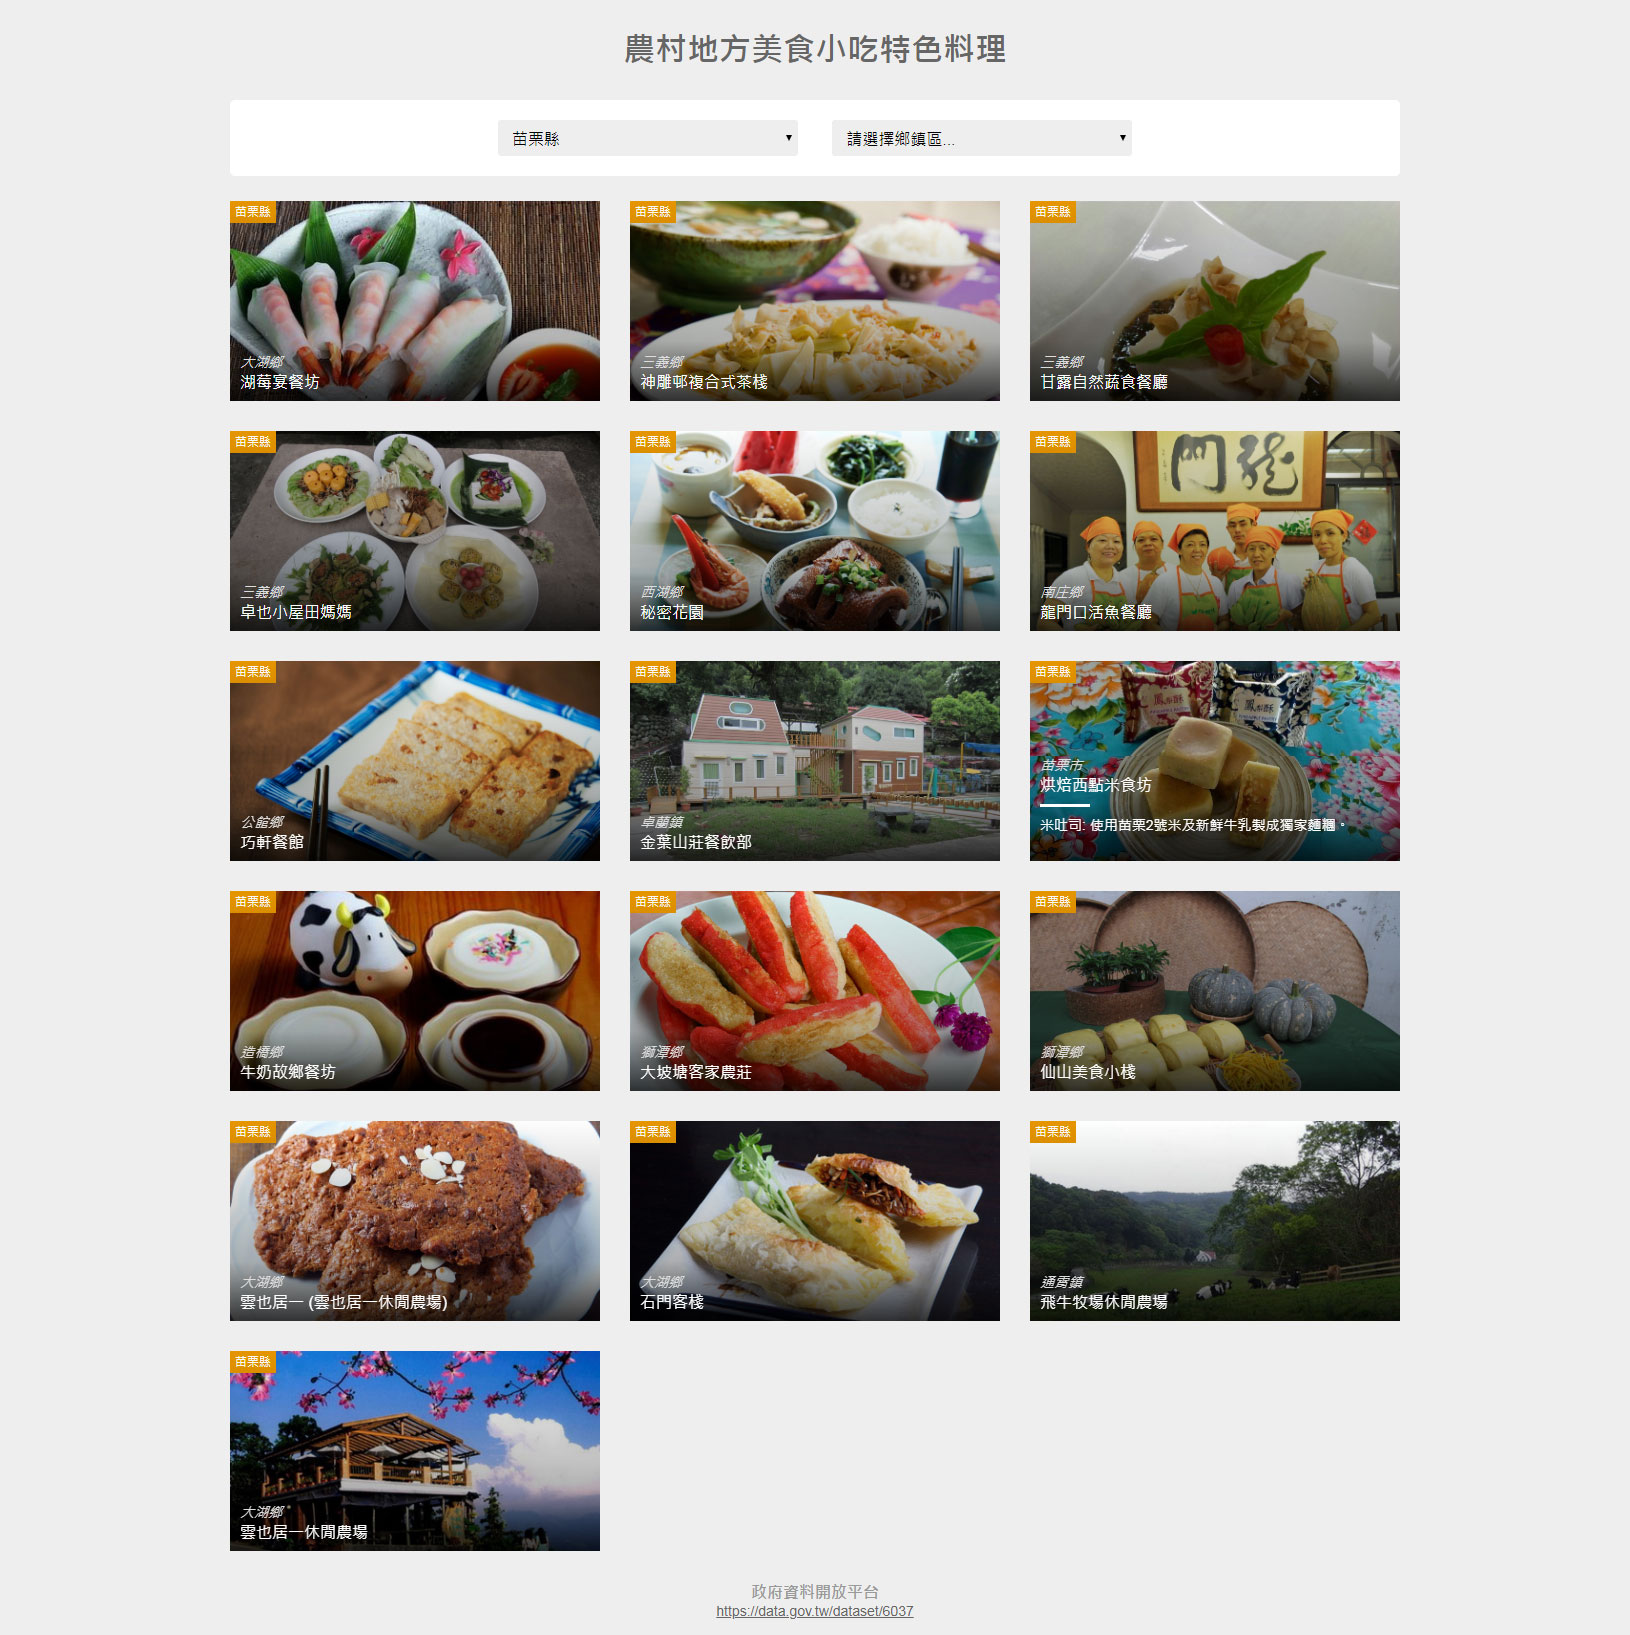 農村地方美食小吃特色料理
苗栗縣
請選擇鄉鎮區...
苗栗縣
大湖鄉
湖莓宴餐坊
苗栗縣
三義鄉
神雕邨複合式茶棧
苗栗縣
三義鄉
甘露自然蔬食餐廳
苗栗縣
三義鄉
卓也小屋田媽媽
苗栗縣
西湖鄉
秘密花園
苗栗縣
龍門
南庄鄉
龍門口活魚餐廳
苗栗縣
公館鄉
巧軒餐館
苗栗縣
卓蘭鎮
金葉山莊餐飲部
苗栗縣
鳳梨酥
苗栗市
烘焙西點米食坊
米吐司: 使用苗栗2號米及新鮮牛乳製成獨家麵糰。
苗栗縣
造橋鄉
牛奶故鄉餐坊
苗栗縣
獅潭鄉
大坡塘客家農莊
苗栗縣
獅潭鄉
仙山美食小棧
苗栗縣
大湖鄉
雲也居一 (雲也居一休閒農場)
苗栗縣
大湖鄉
石門客棧
苗栗縣
通霄鎮
飛牛牧場休閒農場
苗栗縣
大湖鄉
雲也居一休閒農場
政府資料開放平台
https://data.gov.tw/dataset/6037